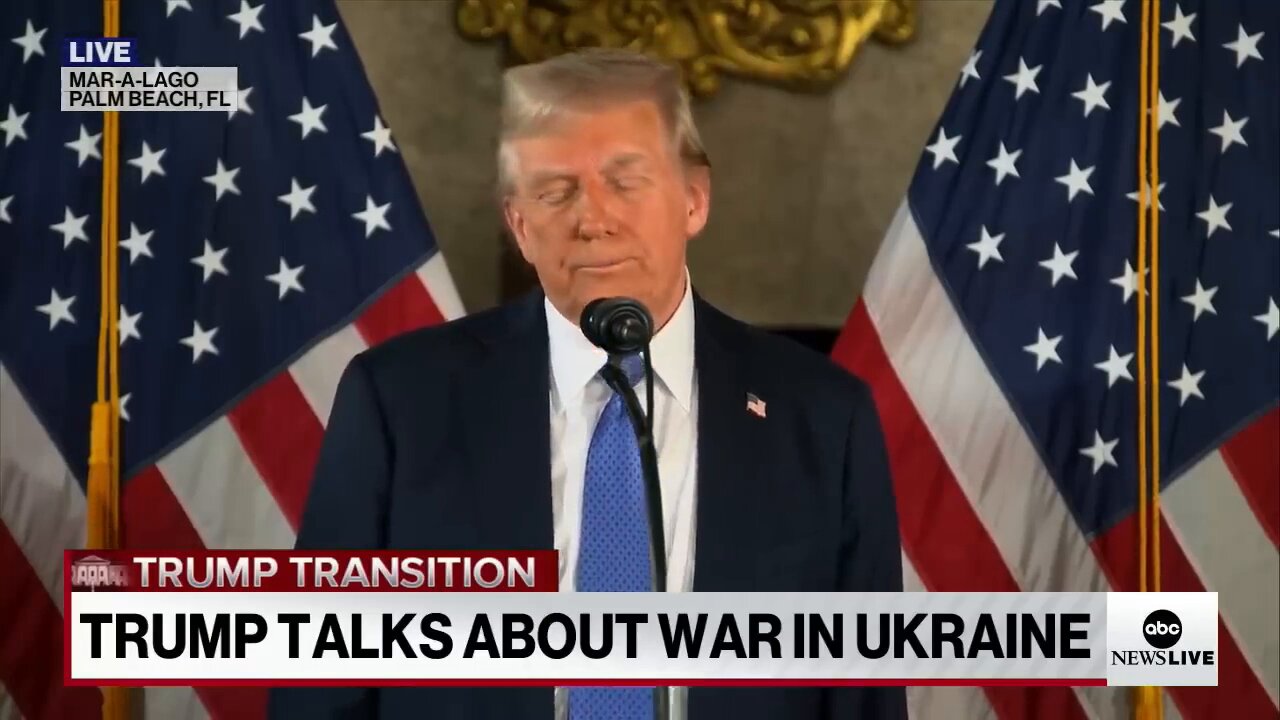 LIVE
MAR-A-LAGO
PALM BEACH, FL
TRUMP TRANSITION
TRUMP TALKS ABOUT WAR IN UKRAINE
abc
NEWS LIVE